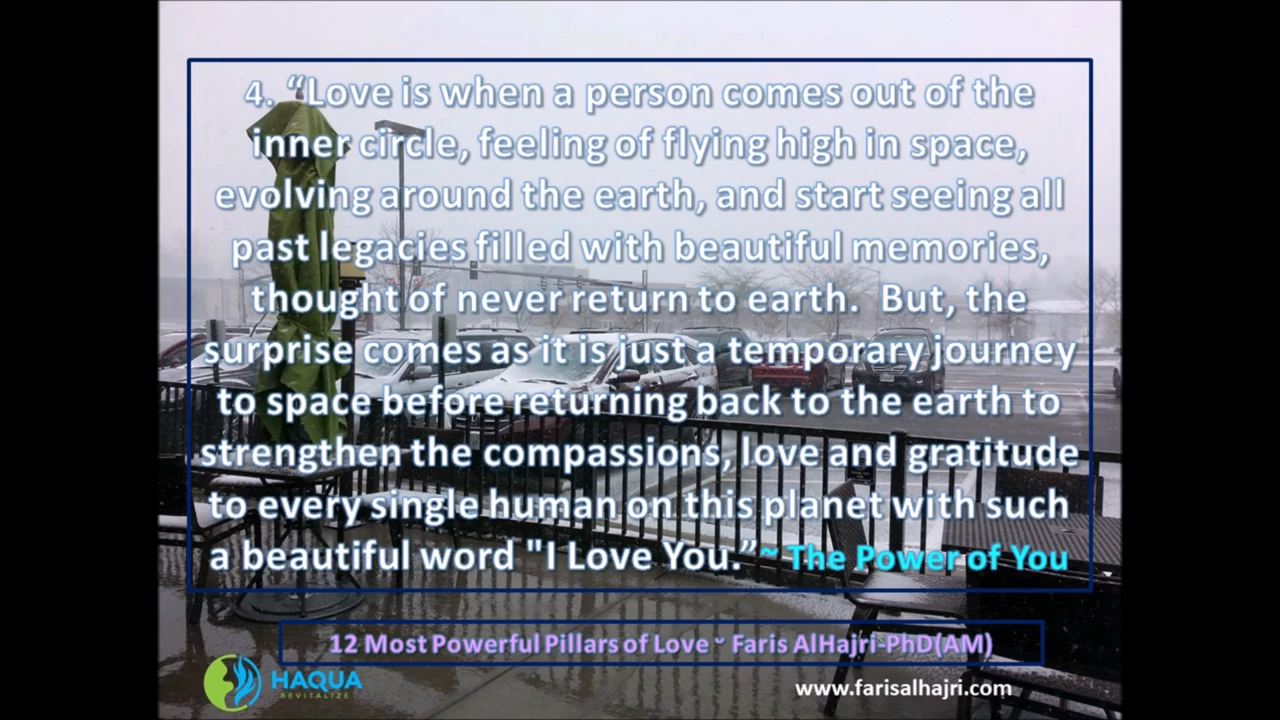 4. “Love is when a person comes out of the
inner circle, feeling of flying high in space,
evolving around the earth, and start seeing all
past legacies filled with beautiful memories,
thought of never return to earth.  But, the
surprise comes as it is just a temporary journey
to space before returning back to the earth to
strengthen the compassions, love and gratitude
to every single human on this planet with such
a beautiful word "I Love You.” ~ The Power of You
12 Most Powerful Pillars of Love ~ Faris AlHajri-PhD(AM)
HAQUA
REVITALIZE
www.farisalhajri.com